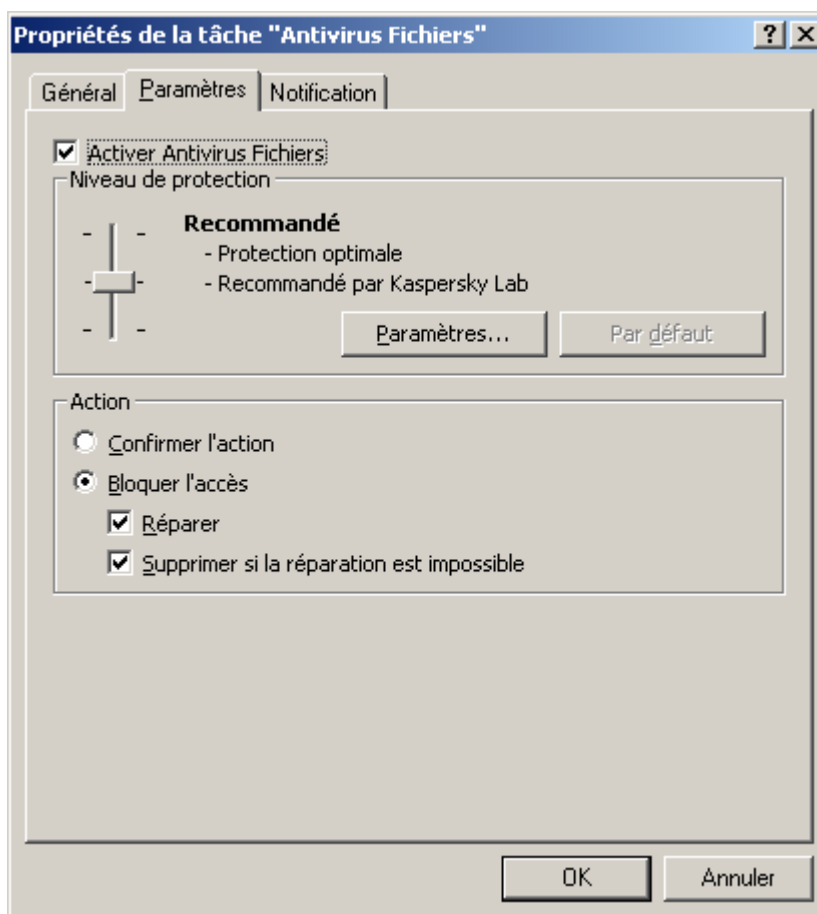 Propriétés de la tâche "Antivirus Fichiers"
Général Paramètres Notification
Activer Antivirus Fichiers
Niveau de protection
Recommandé
- Protection optimale
- Recommandé par Kaspersky Lab
Paramètres... Par défaut
Action
Confirmer l'action
Bloquer l'accès
Réparer
Supprimer si la réparation est impossible
OK Annuler